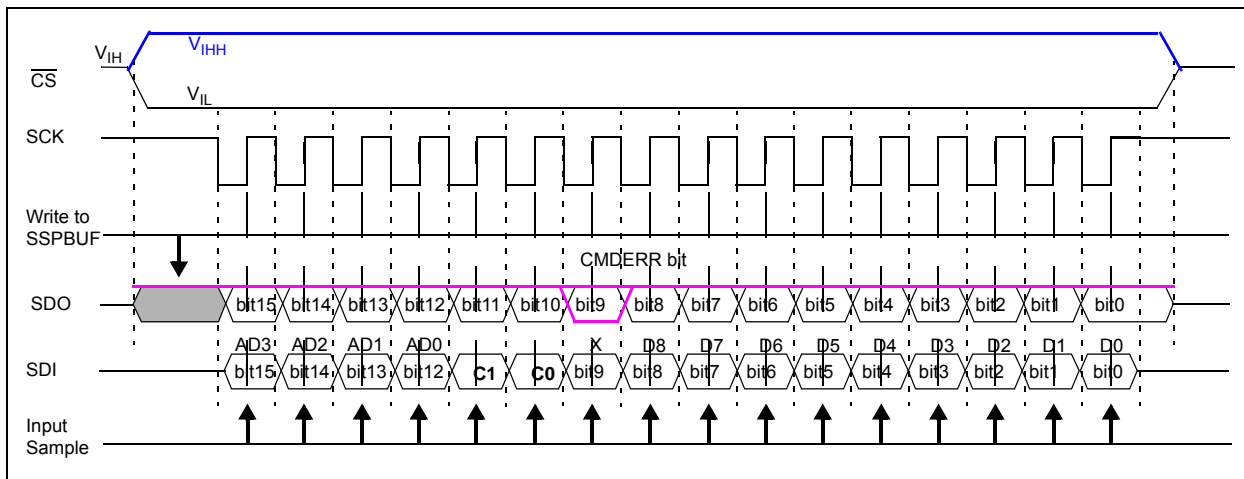 VIH
VIHH
CS
VIL
SCK
Write to
SSPBUF
CMDERR bit
SDO
bit15 bit14 bit13 bit12 bit11 bit10 bit9 bit8 bit7 bit6 bit5 bit4 bit3 bit2 bit1 bit0
AD3 AD2 AD1 AD0 X D8 D7 D6 D5 D4 D3 D2 D1 D0
SDI
bit15 bit14 bit13 bit12 C1 C0 bit9 bit8 bit7 bit6 bit5 bit4 bit3 bit2 bit1 bit0
Input
Sample